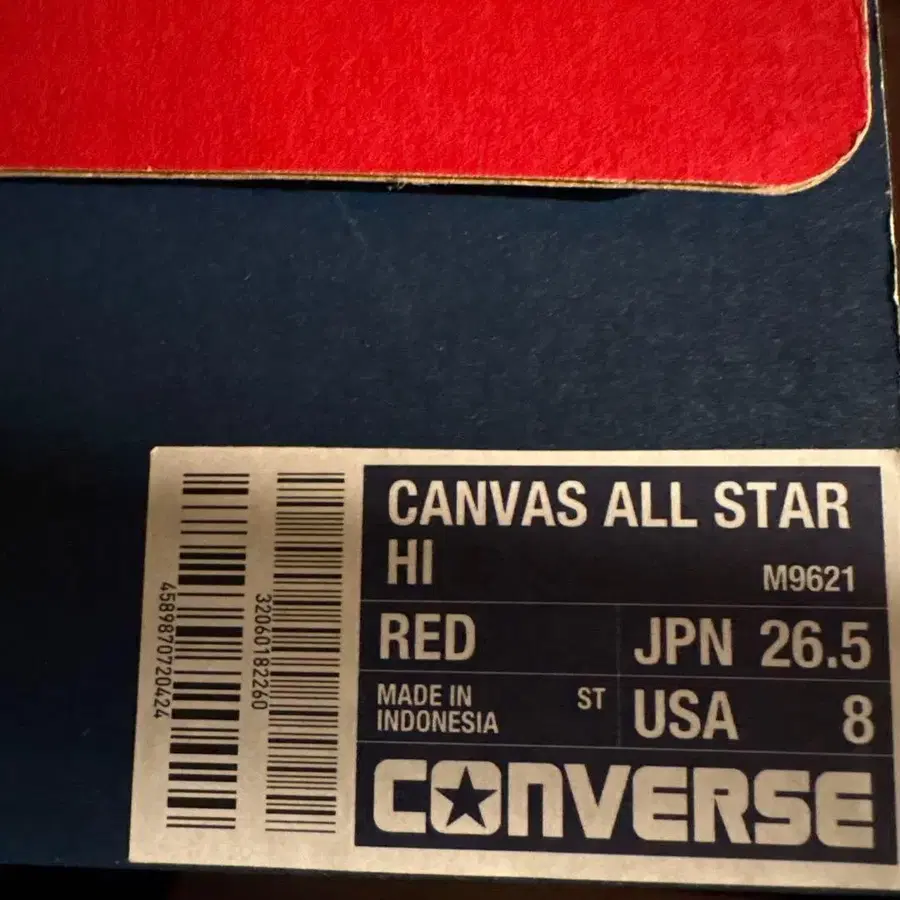 CANVAS ALL STAR
HI M9621
RED JPN 26.5
MADE IN INDONESIA ST USA 8
CONVERSE
4589870720424
32060182260